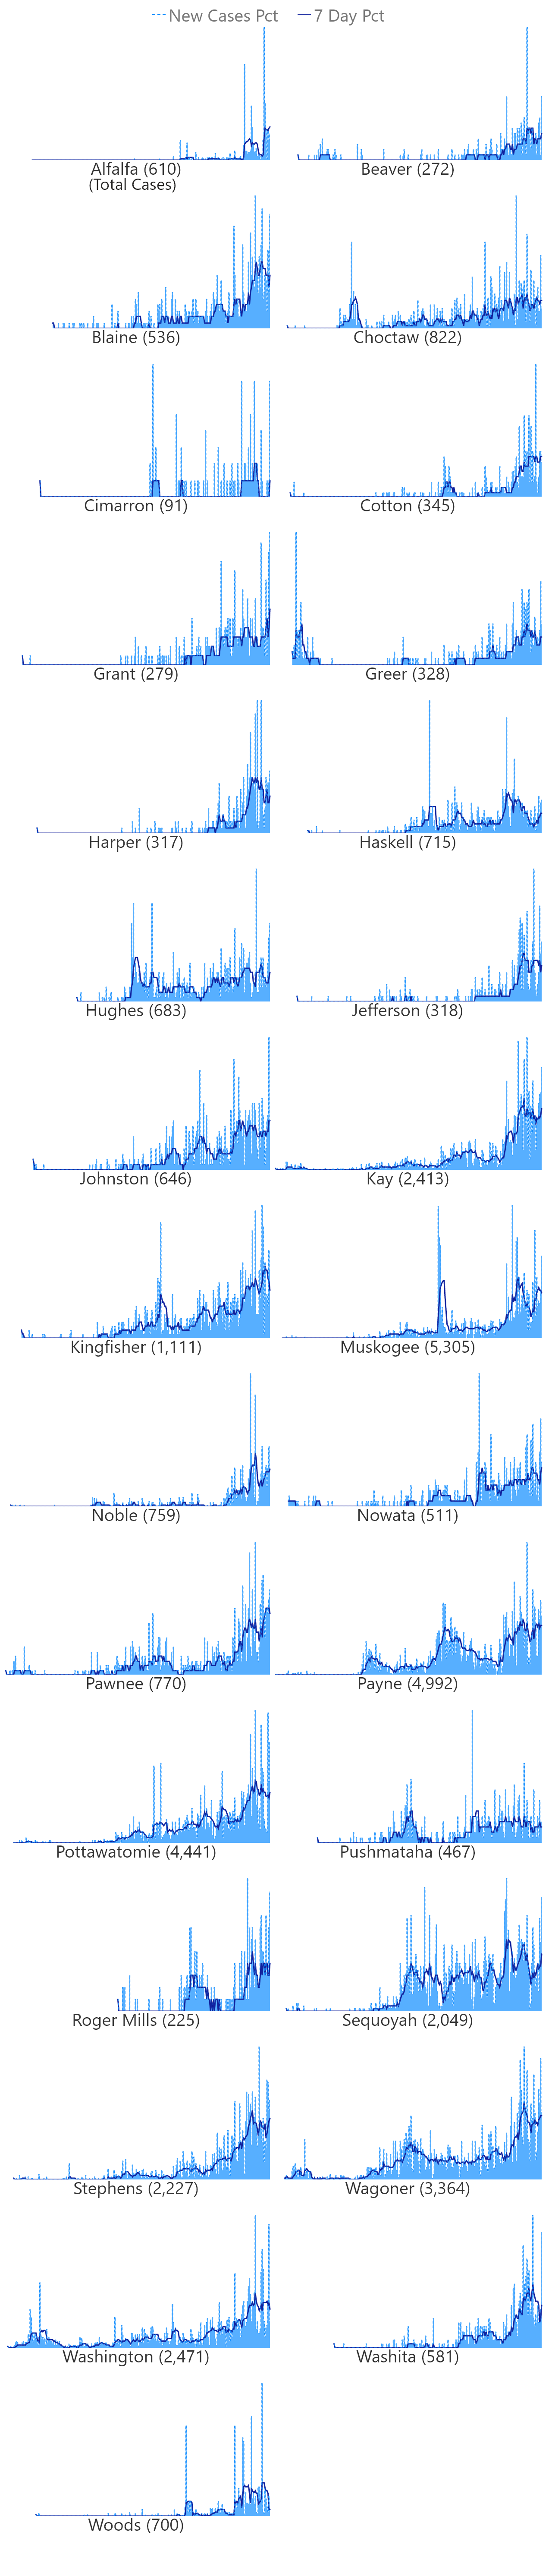 New Cases Pct 7 Day Pct
Alfalfa (610) Beaver (272)
(Total Cases)
Blaine (536) Choctaw (822)
Cimarron (91) Cotton (345)
Grant (279) Greer (328)
Harper (317) Haskell (715)
Hughes (683) Jefferson (318)
Johnston (646) Kay (2,413)
Kingfisher (1,111) Muskogee (5,305)
Noble (759) Nowata (511)
Pawnee (770) Payne (4,992)
Pottawatomie (4,441) Pushmataha (467)
Roger Mills (225) Sequoyah (2,049)
Stephens (2,227) Wagoner (3,364)
Washington (2,471) Washita (581)
Woods (700)